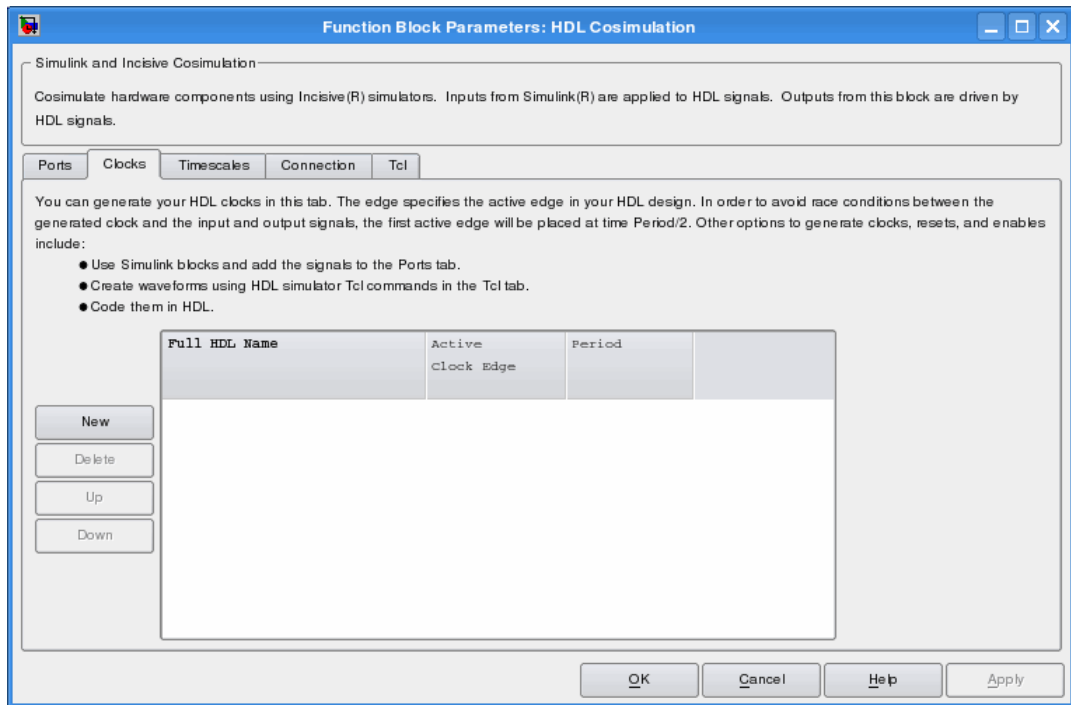 Function Block Parameters: HDL Cosimulation
Simulink and Incisive Cosimulation
Cosimulate hardware components using Incisive(R) simulators. Inputs from Simulink(R) are applied to HDL signals. Outputs from this block are driven by
HDL signals.
Ports Clocks Timescales Connection Tcl
You can generate your HDL clocks in this tab. The edge specifies the active edge in your HDL design. In order to avoid race conditions between the
generated clock and the input and output signals, the first active edge will be placed at time Period/2. Other options to generate clocks, resets, and enables
include:
● Use Simulink blocks and add the signals to the Ports tab.
● Create waveforms using HDL simulator Tcl commands in the Tcl tab.
● Code them in HDL.
Full HDL Name Active Period
Clock Edge
New
Delete
Up
Down
OK Cancel Help Apply